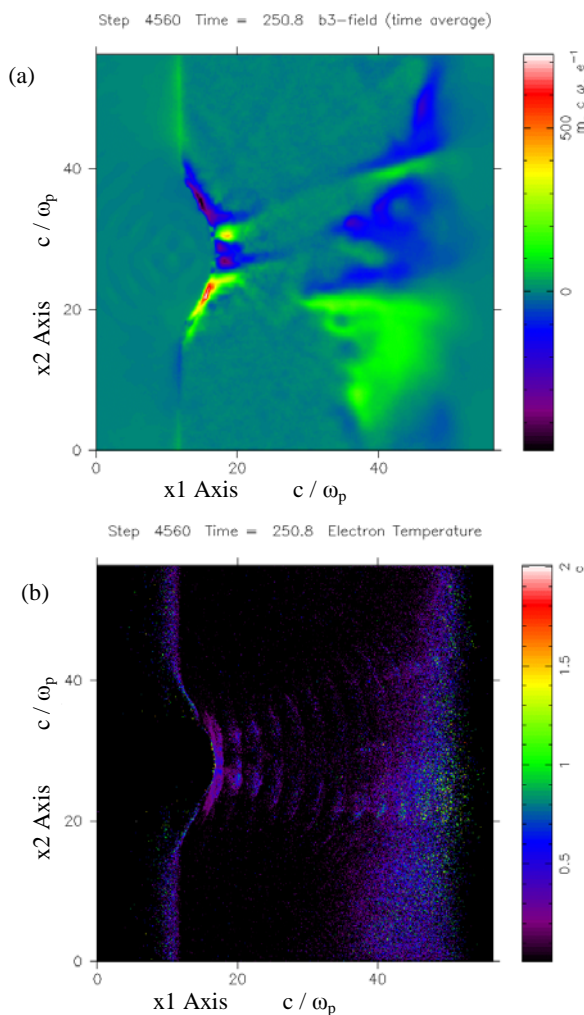 Step 4560 Time = 250.8 b3-field (time average)
(a)
40
20
0
c / ωp
x2 Axis
0
20
40
x1 Axis c / ωp
500
0
m c ω e⁻¹
Step 4560 Time = 250.8 Electron Temperature
(b)
40
20
0
c / ωp
x2 Axis
0
20
40
x1 Axis c / ωp
2
1.5
1
0.5
c